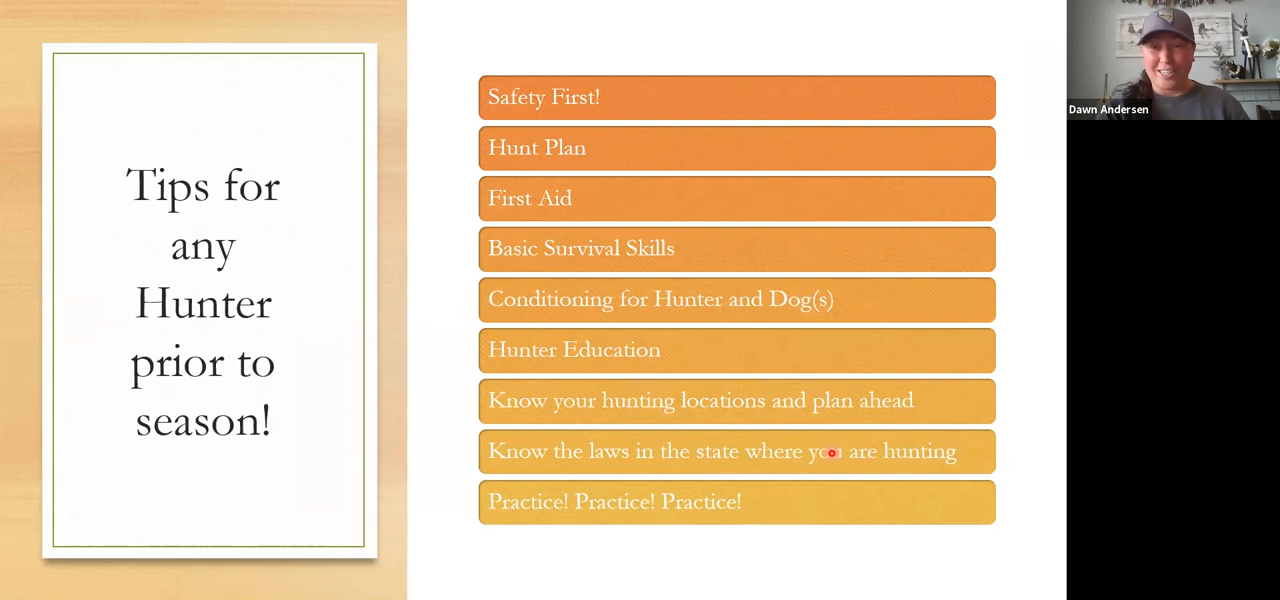 Tips for
any
Hunter
prior to
season!
Safety First!
Hunt Plan
First Aid
Basic Survival Skills
Conditioning for Hunter and Dog(s)
Hunter Education
Know your hunting locations and plan ahead
Know the laws in the state where you are hunting
Practice! Practice! Practice!
Dawn Andersen